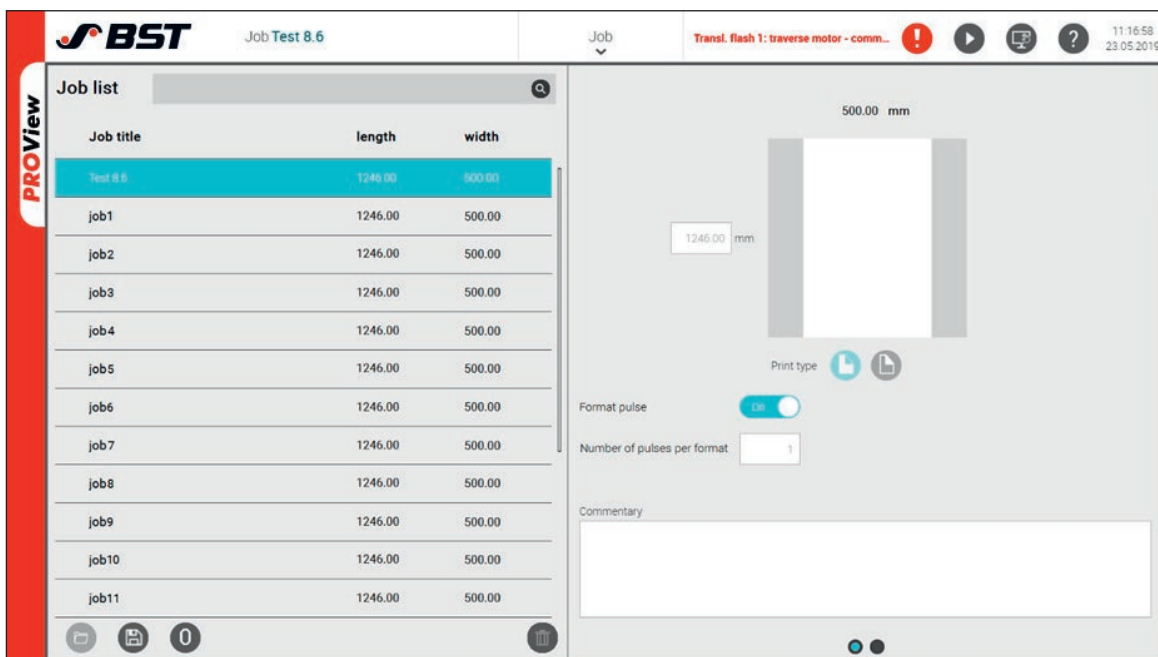 BST
Job Test 8.6
Job
Transl. flash 1: traverse motor - comm...
!
?
11:16:58
23.05.2019
PROView
Job list
Job title length width
Test 8.6 1246.00 500.00
job1 1246.00 500.00
job2 1246.00 500.00
job3 1246.00 500.00
job4 1246.00 500.00
job5 1246.00 500.00
job6 1246.00 500.00
job7 1246.00 500.00
job8 1246.00 500.00
job9 1246.00 500.00
job10 1246.00 500.00
job11 1246.00 500.00
0
500.00 mm
1246.00 mm
Print type
Format pulse On
Number of pulses per format 1
Commentary